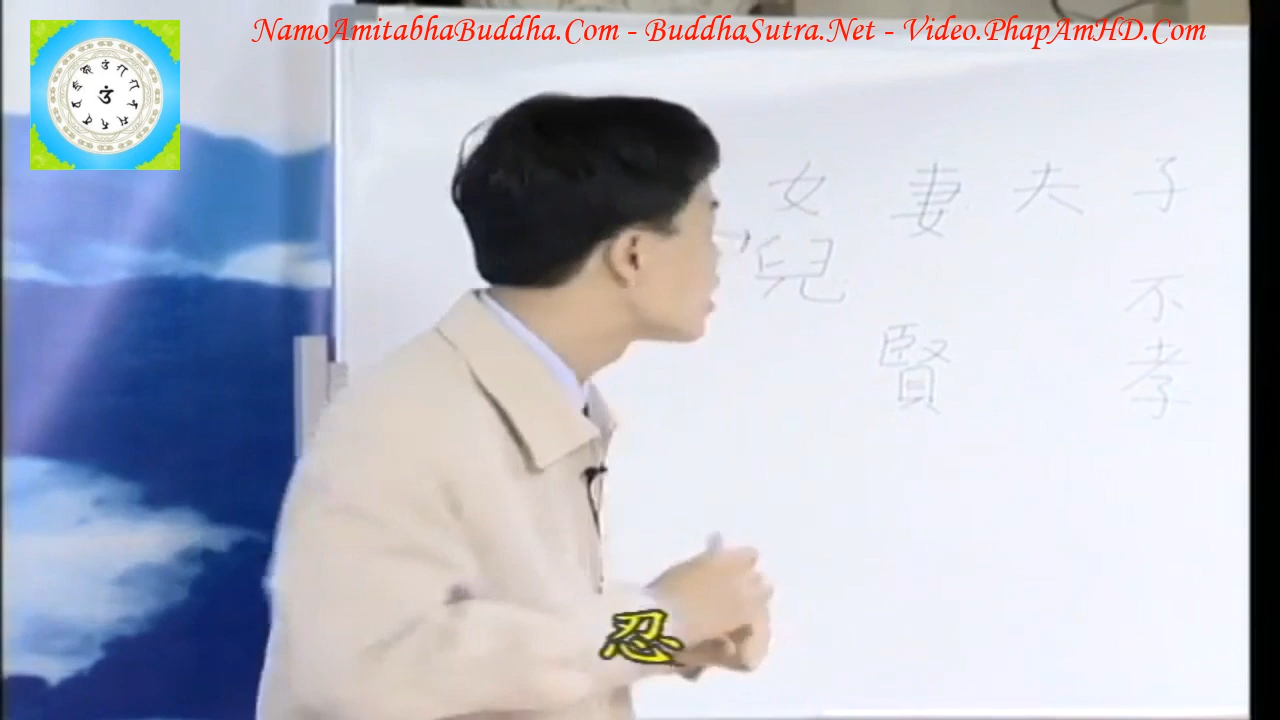 NamoAmitabhaBuddha.Com - BuddhaSutra.Net - Video.PhapAmHD.Com
子不孝
夫
妻賢
女兒
忍